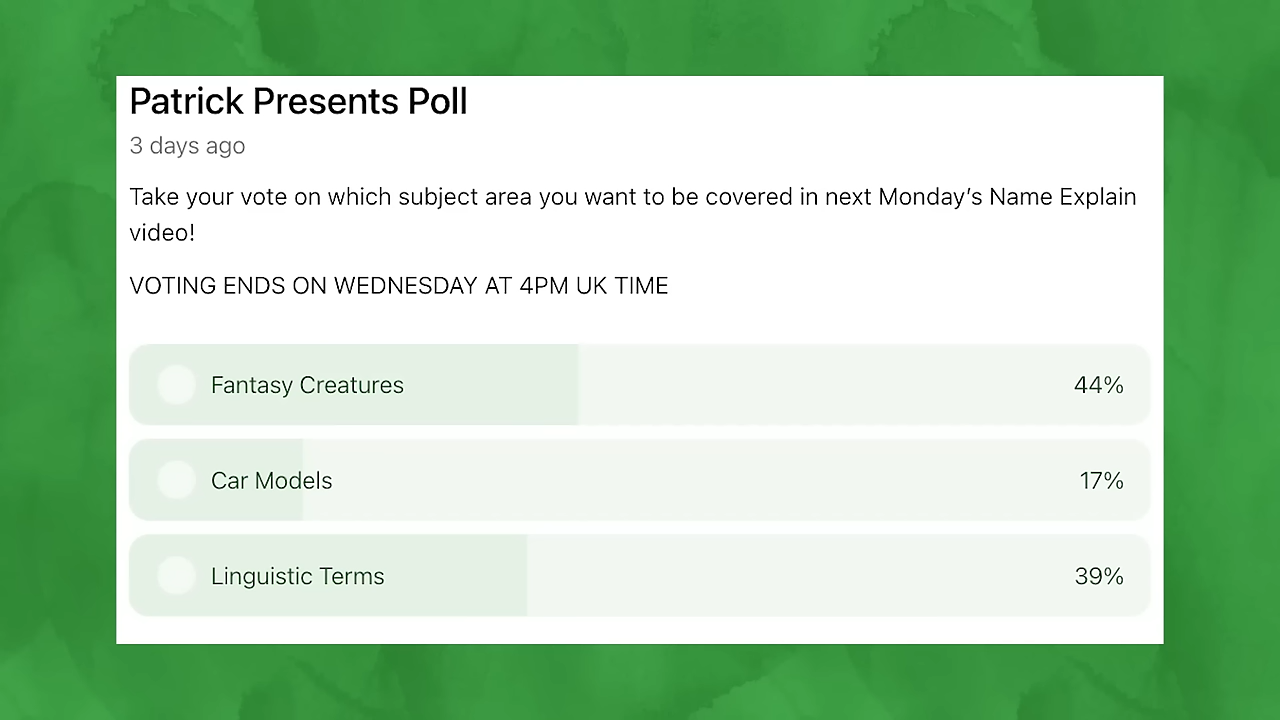 Patrick Presents Poll
3 days ago
Take your vote on which subject area you want to be covered in next Monday’s Name Explain
video!
VOTING ENDS ON WEDNESDAY AT 4PM UK TIME
Fantasy Creatures 44%
Car Models 17%
Linguistic Terms 39%